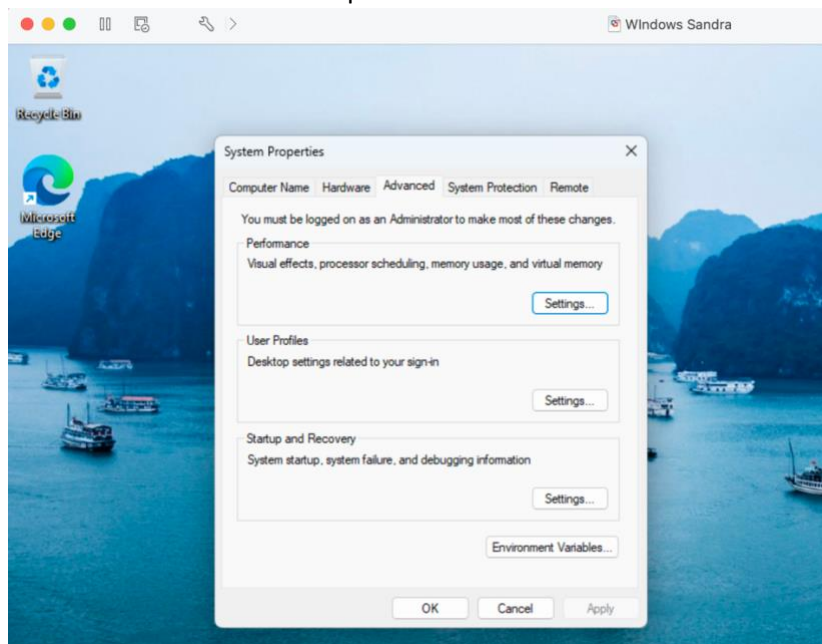 WIndows Sandra
Recycle Bin
Microsoft
Edge
System Properties
Computer Name Hardware Advanced System Protection Remote
You must be logged on as an Administrator to make most of these changes.
Performance
Visual effects, processor scheduling, memory usage, and virtual memory
Settings...
User Profiles
Desktop settings related to your sign-in
Settings...
Startup and Recovery
System startup, system failure, and debugging information
Settings...
Environment Variables...
OK Cancel Apply